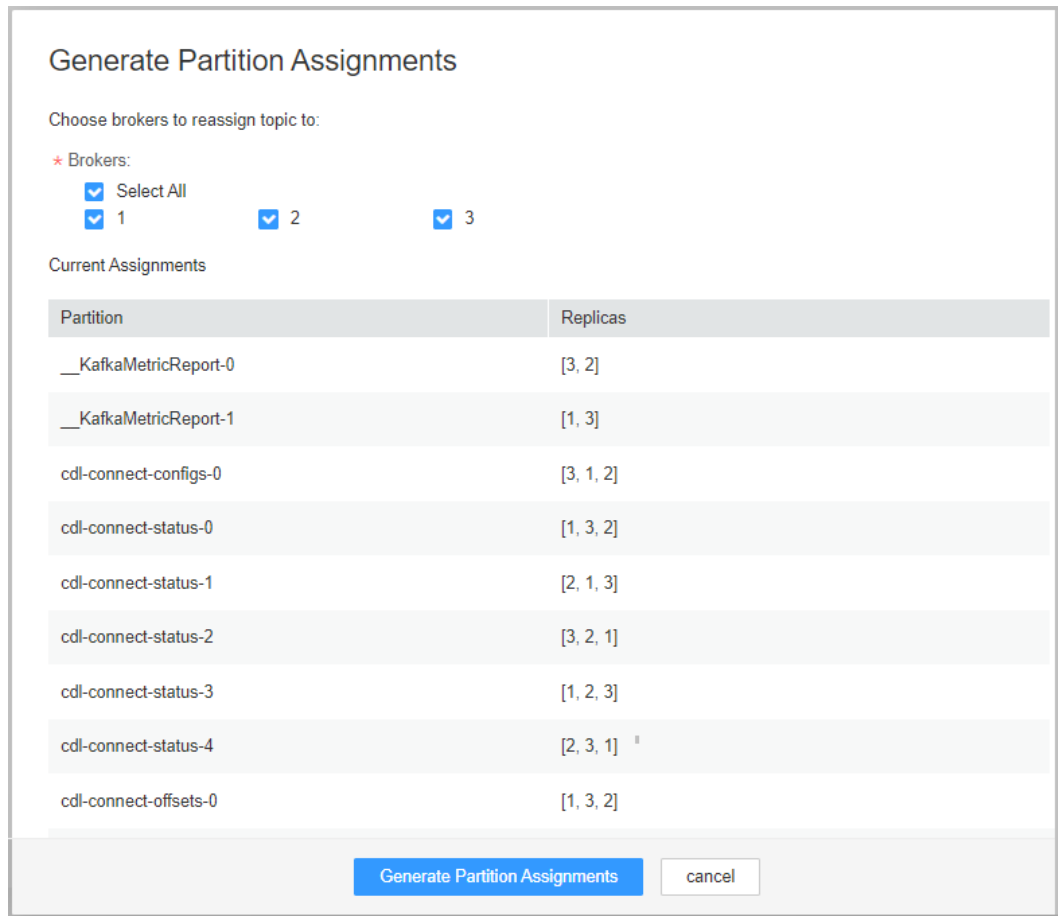 Generate Partition Assignments
Choose brokers to reassign topic to:
* Brokers:
Select All
1 2 3
Current Assignments
Partition Replicas
__KafkaMetricReport-0 [3, 2]
__KafkaMetricReport-1 [1, 3]
cdl-connect-configs-0 [3, 1, 2]
cdl-connect-status-0 [1, 3, 2]
cdl-connect-status-1 [2, 1, 3]
cdl-connect-status-2 [3, 2, 1]
cdl-connect-status-3 [1, 2, 3]
cdl-connect-status-4 [2, 3, 1]
cdl-connect-offsets-0 [1, 3, 2]
Generate Partition Assignments cancel